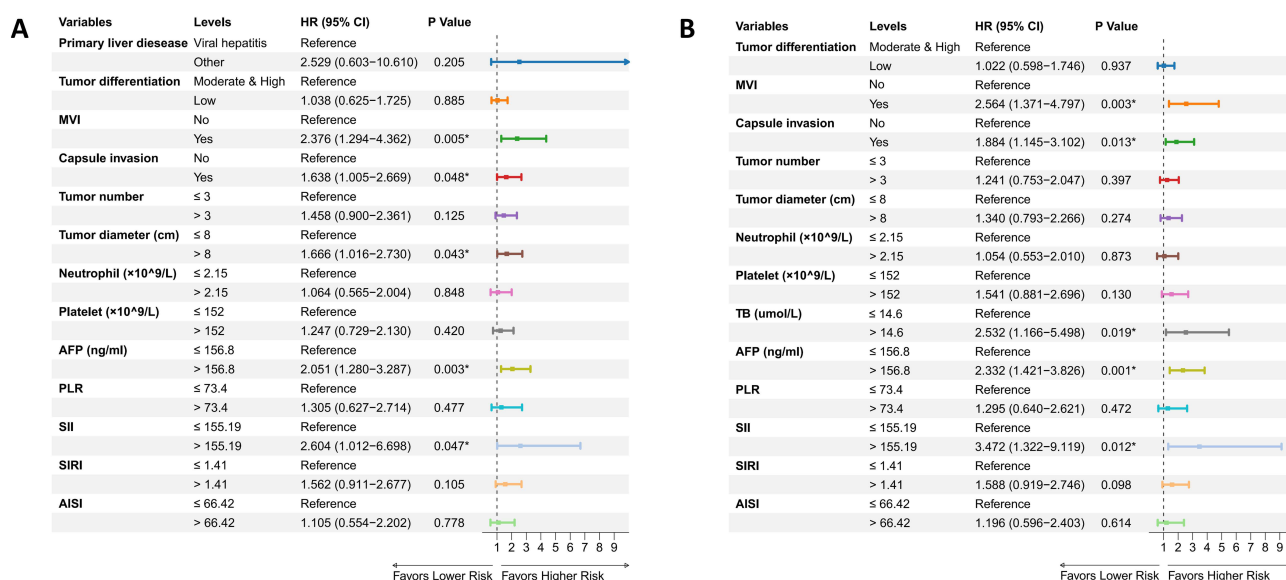 A
Variables Levels HR (95% CI) P Value
Primary liver diesease Viral hepatitis Reference
Other 2.529 (0.603−10.610) 0.205
Tumor differentiation Moderate & High Reference
Low 1.038 (0.625−1.725) 0.885
MVI No Reference
Yes 2.376 (1.294−4.362) 0.005*
Capsule invasion No Reference
Yes 1.638 (1.005−2.669) 0.048*
Tumor number ≤ 3 Reference
> 3 1.458 (0.900−2.361) 0.125
Tumor diameter (cm) ≤ 8 Reference
> 8 1.666 (1.016−2.730) 0.043*
Neutrophil (×10^9/L) ≤ 2.15 Reference
> 2.15 1.064 (0.565−2.004) 0.848
Platelet (×10^9/L) ≤ 152 Reference
> 152 1.247 (0.729−2.130) 0.420
AFP (ng/ml) ≤ 156.8 Reference
> 156.8 2.051 (1.280−3.287) 0.003*
PLR ≤ 73.4 Reference
> 73.4 1.305 (0.627−2.714) 0.477
SII ≤ 155.19 Reference
> 155.19 2.604 (1.012−6.698) 0.047*
SIRI ≤ 1.41 Reference
> 1.41 1.562 (0.911−2.677) 0.105
AISI ≤ 66.42 Reference
> 66.42 1.105 (0.554−2.202) 0.778
1 2 3 4 5 6 7 8 9
Favors Lower Risk Favors Higher Risk
B
Variables Levels HR (95% CI) P Value
Tumor differentiation Moderate & High Reference
Low 1.022 (0.598−1.746) 0.937
MVI No Reference
Yes 2.564 (1.371−4.797) 0.003*
Capsule invasion No Reference
Yes 1.884 (1.145−3.102) 0.013*
Tumor number ≤ 3 Reference
> 3 1.241 (0.753−2.047) 0.397
Tumor diameter (cm) ≤ 8 Reference
> 8 1.340 (0.793−2.266) 0.274
Neutrophil (×10^9/L) ≤ 2.15 Reference
> 2.15 1.054 (0.553−2.010) 0.873
Platelet (×10^9/L) ≤ 152 Reference
> 152 1.541 (0.881−2.696) 0.130
TB (umol/L) ≤ 14.6 Reference
> 14.6 2.532 (1.166−5.498) 0.019*
AFP (ng/ml) ≤ 156.8 Reference
> 156.8 2.332 (1.421−3.826) 0.001*
PLR ≤ 73.4 Reference
> 73.4 1.295 (0.640−2.621) 0.472
SII ≤ 155.19 Reference
> 155.19 3.472 (1.322−9.119) 0.012*
SIRI ≤ 1.41 Reference
> 1.41 1.588 (0.919−2.746) 0.098
AISI ≤ 66.42 Reference
> 66.42 1.196 (0.596−2.403) 0.614
1 2 3 4 5 6 7 8 9
Favors Lower Risk Favors Higher Risk